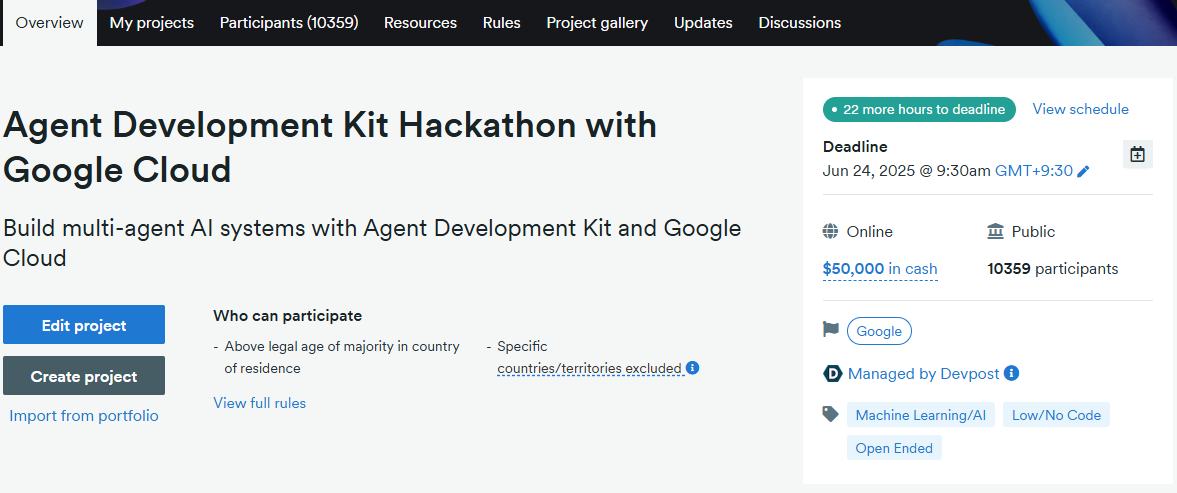 Overview My projects Participants (10359) Resources Rules Project gallery Updates Discussions
Agent Development Kit Hackathon with
Google Cloud
Build multi-agent AI systems with Agent Development Kit and Google
Cloud
Edit project
Create project
Import from portfolio
Who can participate
- Above legal age of majority in country
of residence
- Specific
countries/territories excluded
View full rules
22 more hours to deadline View schedule
Deadline
Jun 24, 2025 @ 9:30am GMT+9:30
Online Public
$50,000 in cash 10359 participants
Google
D Managed by Devpost
Machine Learning/AI Low/No Code
Open Ended